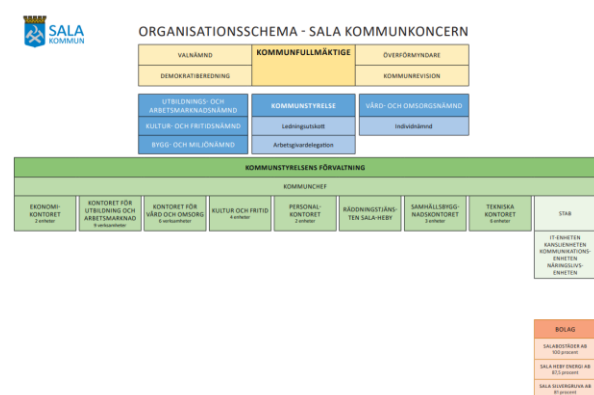 SALA
KOMMUN
ORGANISATIONSSCHEMA - SALA KOMMUNKONCERN
VALNÄMND
KOMMUNFULLMÄKTIGE
ÖVERFÖRMYNDARE
DEMOKRATIBEREDNING
KOMMUNREVISION
UTBILDNINGS- OCH
ARBETSMARKNADSNÄMND
KOMMUNSTYRELSE
VÅRD- OCH OMSORGSNÄMND
KULTUR- OCH FRITIDSNÄMND
Ledningsutskott
Individnämnd
BYGG- OCH MILJÖNÄMND
Arbetsgivardelegation
KOMMUNSTYRELSENS FÖRVALTNING
KOMMUNCHEF
EKONOMI-
KONTORET
2 enheter
KONTORET FÖR
UTBILDNING OCH
ARBETSMARKNAD
9 verksamheter
KONTORET FÖR
VÅRD OCH OMSORG
6 verksamheter
KULTUR OCH FRITID
4 enheter
PERSONAL-
KONTORET
2 enheter
RÄDDNINGSTJÄNS-
TEN SALA-HEBY
SAMHÄLLSBYGG-
NADSKONTORET
3 enheter
TEKNISKA
KONTORET
6 enheter
STAB
IT-ENHETEN
KANSLIENHETEN
KOMMUNIKATIONS-
ENHETEN
NÄRINGSLIVS-
ENHETEN
BOLAG
SALABOSTÄDER AB
100 procent
SALA HEBY ENERGI AB
87,5 procent
SALA SILVERGRUVA AB
91 procent